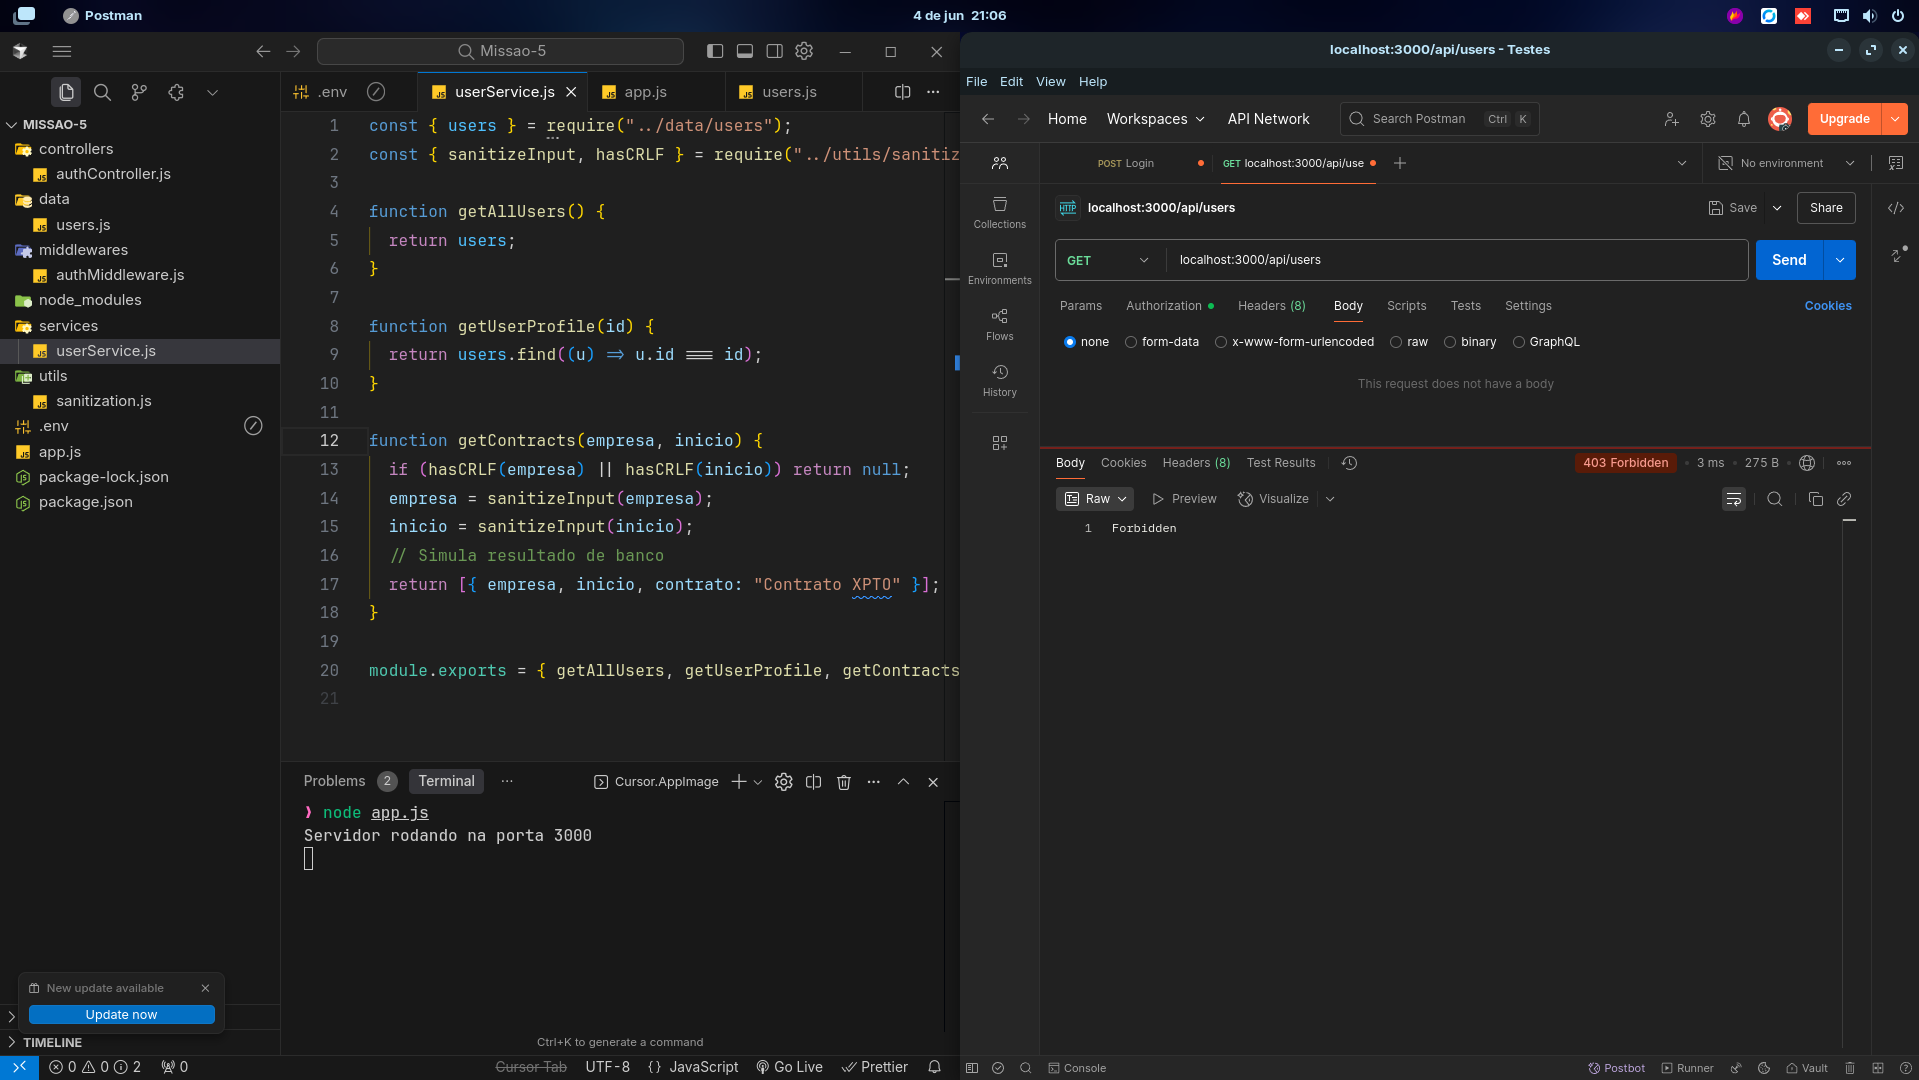 Postman
4 de jun 21:06
Missao-5
.env
userService.js
app.js
users.js
MISSAO-5
controllers
authController.js
data
users.js
middlewares
authMiddleware.js
node_modules
services
userService.js
utils
sanitization.js
.env
app.js
package-lock.json
package.json
New update available
Update now
TIMELINE
1 const { users } = require("../data/users");
2 const { sanitizeInput, hasCRLF } = require("../utils/sanitiz
3
4 function getAllUsers() {
5 return users;
6 }
7
8 function getUserProfile(id) {
9 return users.find((u) => u.id === id);
10 }
11
12 function getContracts(empresa, inicio) {
13 if (hasCRLF(empresa) || hasCRLF(inicio)) return null;
14 empresa = sanitizeInput(empresa);
15 inicio = sanitizeInput(inicio);
16 // Simula resultado de banco
17 return [{ empresa, inicio, contrato: "Contrato XPTO" }];
18 }
19
20 module.exports = { getAllUsers, getUserProfile, getContracts
21
Problems 2 Terminal ··· Cursor.AppImage
❯ node app.js
Servidor rodando na porta 3000
Ctrl+K to generate a command
0 0 2 0 Cursor Tab UTF-8 {} JavaScript Go Live Prettier
localhost:3000/api/users - Testes
File Edit View Help
Home Workspaces API Network Search Postman Ctrl K Upgrade
POST Login GET localhost:3000/api/use No environment
HTTP localhost:3000/api/users Save Share
GET localhost:3000/api/users Send
Params Authorization Headers (8) Body Scripts Tests Settings Cookies
none form-data x-www-form-urlencoded raw binary GraphQL
This request does not have a body
Collections
Environments
Flows
History
Body Cookies Headers (8) Test Results 403 Forbidden • 3 ms • 275 B
Raw Preview Visualize
1 Forbidden
Console Postbot Runner Vault